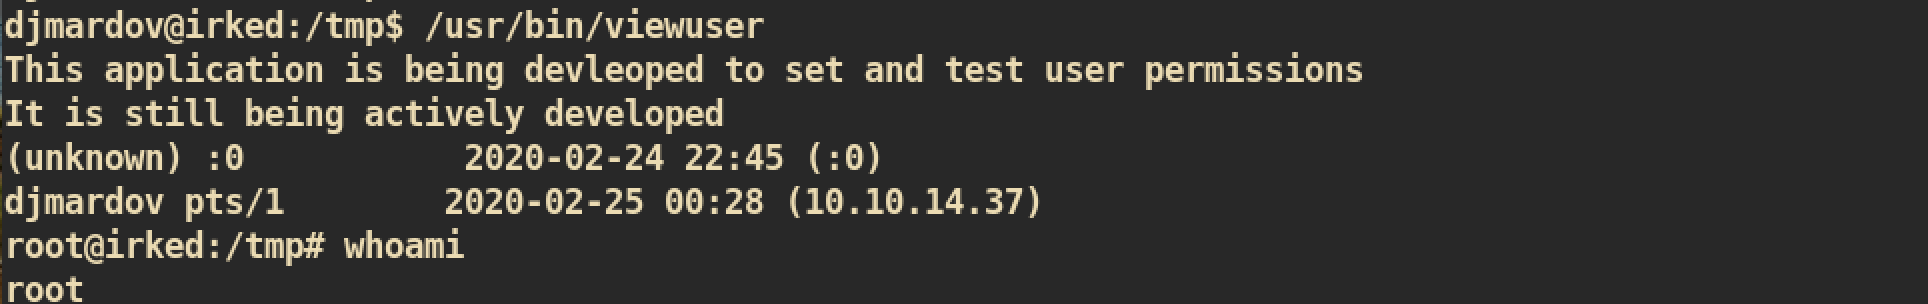 djmardov@irked:/tmp$ /usr/bin/viewuser
This application is being devleoped to set and test user permissions
It is still being actively developed
(unknown) :0           2020-02-24 22:45 (:0)
djmardov pts/1        2020-02-25 00:28 (10.10.14.37)
root@irked:/tmp# whoami
root